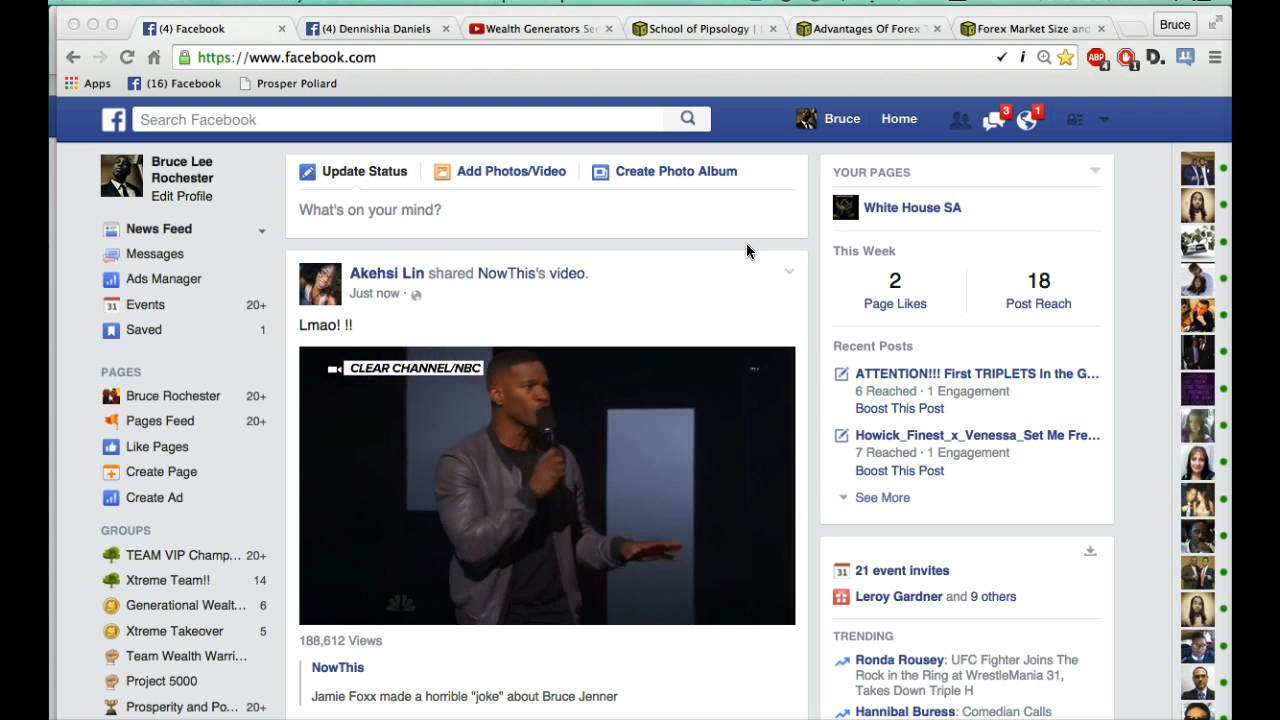 (4) Facebook
(4) Dennishia Daniels
Wealth Generators Ser
School of Pipsology | L
Advantages Of Forex T
Forex Market Size and
Bruce
https://www.facebook.com
ABP
4
1
D.
Apps
(16) Facebook
Prosper Poliard
Search Facebook
Bruce
Home
3
1
Bruce Lee
Rochester
Edit Profile
News Feed
Messages
Ads Manager
31 Events 20+
Saved 1
PAGES
Bruce Rochester 20+
Pages Feed 20+
Like Pages
Create Page
Create Ad
GROUPS
TEAM VIP Champ... 20+
Xtreme Team!! 14
Generational Wealt... 6
Xtreme Takeover 5
Team Wealth Warri...
Project 5000
Prosperity and Po... 20+
Update Status
Add Photos/Video
Create Photo Album
What's on your mind?
Akehsi Lin shared NowThis's video.
Just now ·
Lmao! !!
CLEAR CHANNEL/NBC
188,612 Views
NowThis
Jamie Foxx made a horrible "joke" about Bruce Jenner
YOUR PAGES
White House SA
This Week
2 18
Page Likes Post Reach
Recent Posts
ATTENTION!!! First TRIPLETS In the G...
6 Reached · 1 Engagement
Boost This Post
Howick_Finest_x_Venessa_Set Me Fre...
7 Reached · 1 Engagement
Boost This Post
See More
31 21 event invites
Leroy Gardner and 9 others
TRENDING
Ronda Rousey: UFC Fighter Joins The
Rock in the Ring at WrestleMania 31,
Takes Down Triple H
Hannibal Buress: Comedian Calls